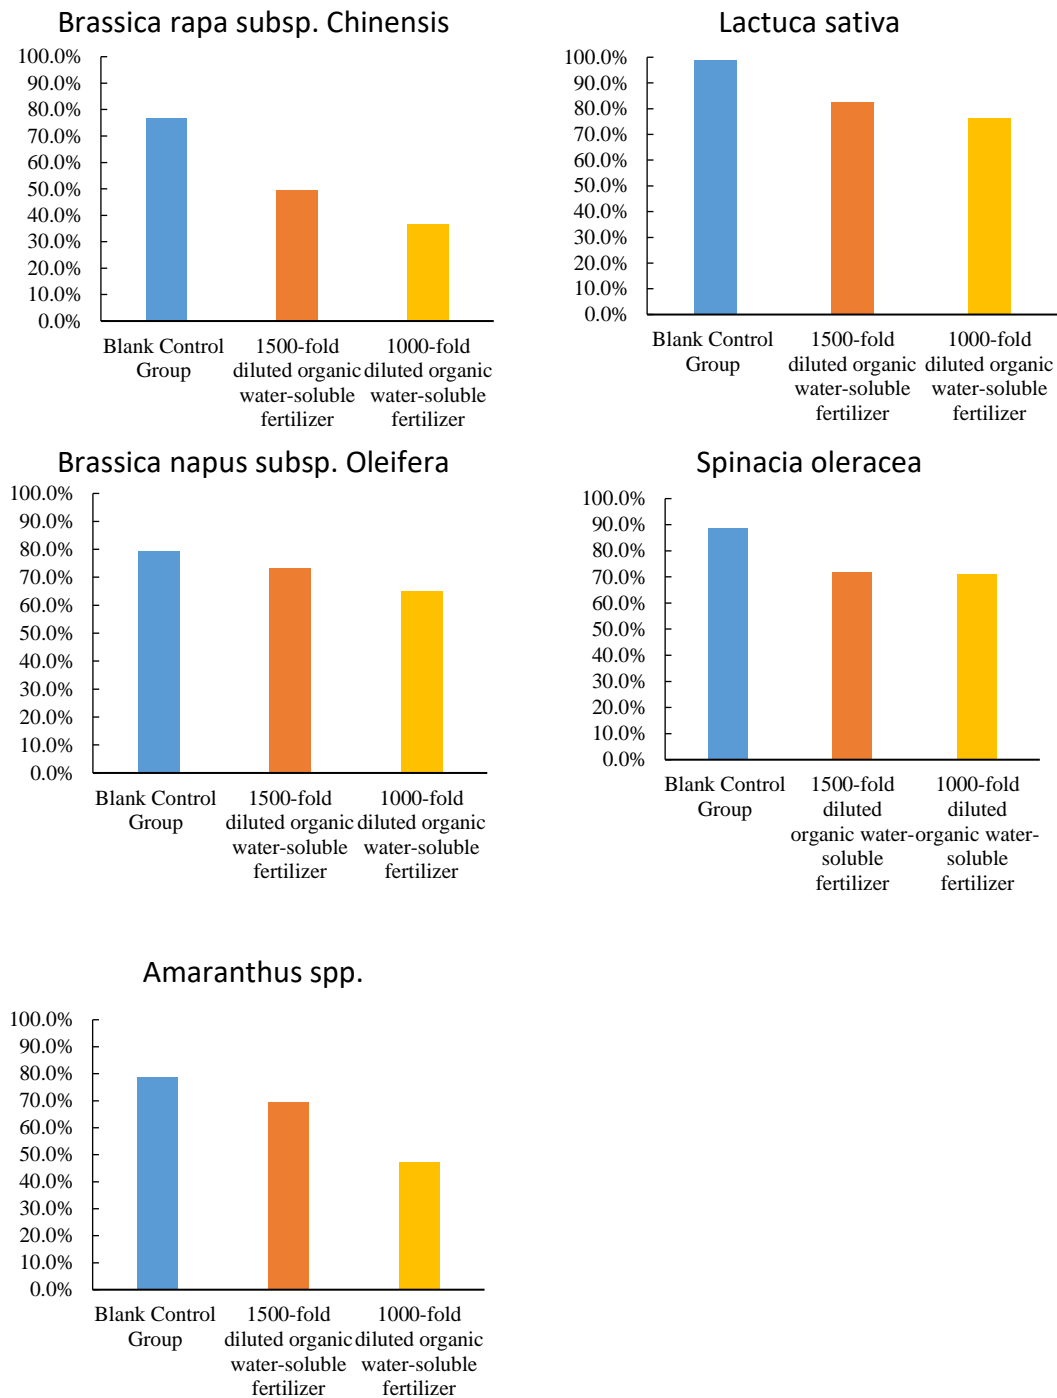 Brassica rapa subsp. Chinensis
100.0%
90.0%
80.0%
70.0%
60.0%
50.0%
40.0%
30.0%
20.0%
10.0%
0.0%
Blank Control
Group
1500-fold
diluted organic
water-soluble
fertilizer
1000-fold
diluted organic
water-soluble
fertilizer
Lactuca sativa
100.0%
90.0%
80.0%
70.0%
60.0%
50.0%
40.0%
30.0%
20.0%
10.0%
0.0%
Blank Control
Group
1500-fold
diluted organic
water-soluble
fertilizer
1000-fold
diluted organic
water-soluble
fertilizer
Brassica napus subsp. Oleifera
100.0%
90.0%
80.0%
70.0%
60.0%
50.0%
40.0%
30.0%
20.0%
10.0%
0.0%
Blank Control
Group
1500-fold
diluted organic
water-soluble
fertilizer
1000-fold
diluted organic
water-soluble
fertilizer
Spinacia oleracea
100.0%
90.0%
80.0%
70.0%
60.0%
50.0%
40.0%
30.0%
20.0%
10.0%
0.0%
Blank Control
Group
1500-fold
diluted
organic water-
soluble
fertilizer
1000-fold
diluted
organic water-
soluble
fertilizer
Amaranthus spp.
100.0%
90.0%
80.0%
70.0%
60.0%
50.0%
40.0%
30.0%
20.0%
10.0%
0.0%
Blank Control
Group
1500-fold
diluted organic
water-soluble
fertilizer
1000-fold
diluted organic
water-soluble
fertilizer